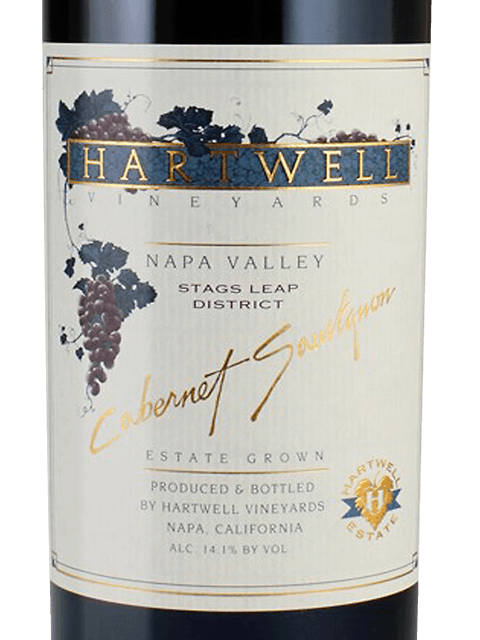 HARTWELL
VINEYARDS
NAPA VALLEY
STAGS LEAP
DISTRICT
Cabernet Sauvignon
ESTATE GROWN
PRODUCED & BOTTLED
BY HARTWELL VINEYARDS
NAPA, CALIFORNIA
ALC. 14.1% BY VOL.
HARTWELL
H
ESTATE